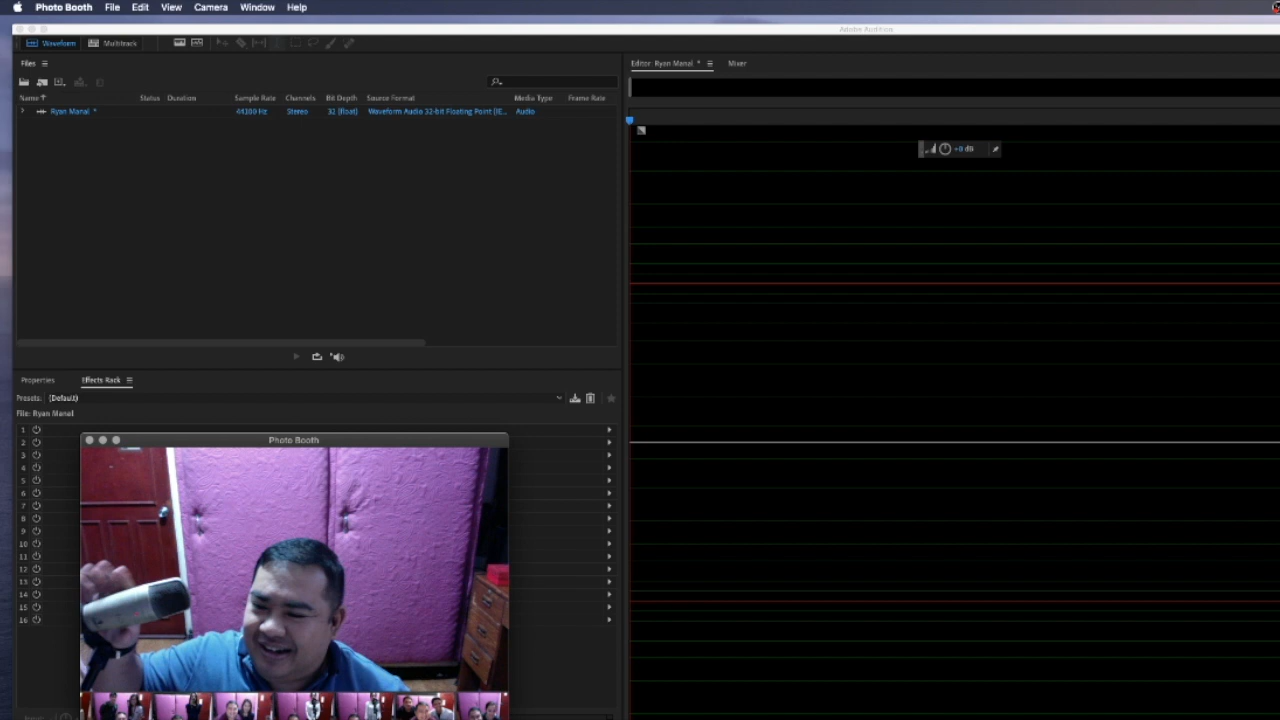 Photo Booth File Edit View Camera Window Help
Adobe Audition
Waveform Multitrack
Files
Editor: Ryan Manal * Mixer
Name Status Duration Sample Rate Channels Bit Depth Source Format Media Type Frame Rate
Ryan Manal * 44100 Hz Stereo 32 (float) Waveform Audio 32-bit Floating Point (IE... Audio
+0 dB
Properties Effects Rack
Presets: (Default)
File: Ryan Manal
1
2
Photo Booth
3
4
5
6
7
8
9
10
11
12
13
14
15
16